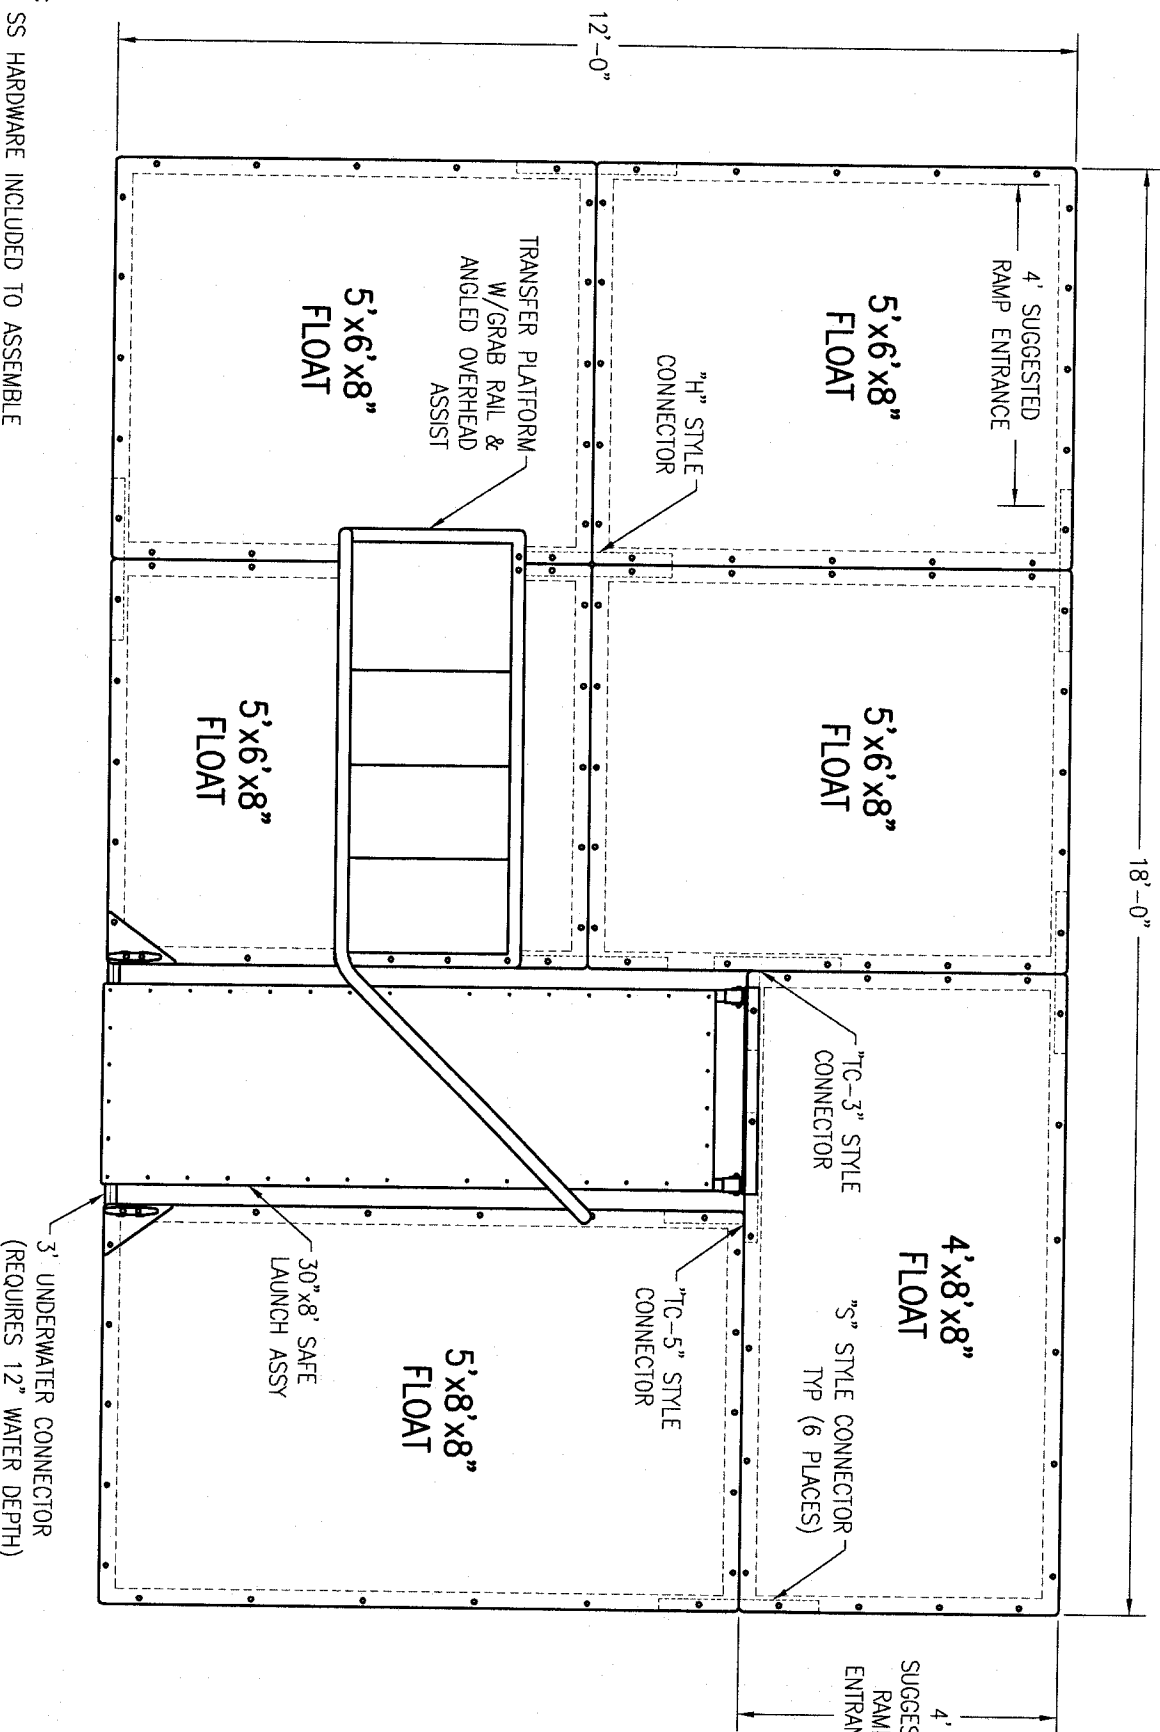 18'-0"
12'-0"
4' SUGGESTED
RAMP ENTRANCE
5'x6'x8"
FLOAT
5'x6'x8"
FLOAT
4'x8'x8"
FLOAT
4'
"H" STYLE
CONNECTOR
"TC-3" STYLE
CONNECTOR
"S" STYLE CONNECTOR
TYP (6 PLACES)
TRANSFER PLATFORM
W/GRAB RAIL &
ANGLED OVERHEAD
ASSIST
5'x6'x8"
FLOAT
5'x6'x8"
FLOAT
"TC-5" STYLE
CONNECTOR
5'x8'x8"
FLOAT
30"x8' SAFE
LAUNCH ASSY
3' UNDERWATER CONNECTOR
(REQUIRES 12" WATER DEPTH)
SS HARDWARE INCLUDED TO ASSEMBLE